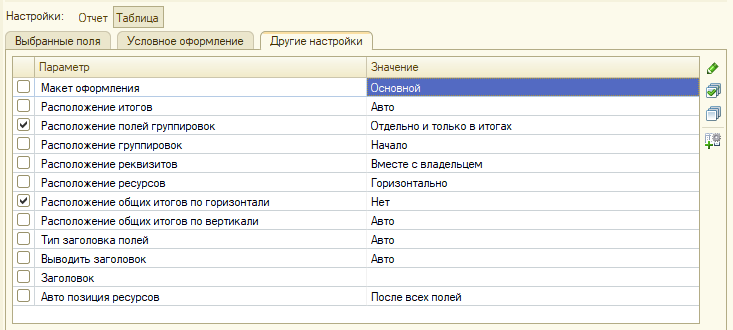 Настройки: Отчет Таблица
Выбранные поля Условное оформление Другие настройки
Параметр Значение
Макет оформления Основной
Расположение итогов Авто
Расположение полей группировок Отдельно и только в итогах
Расположение группировок Начало
Расположение реквизитов Вместе с владельцем
Расположение ресурсов Горизонтально
Расположение общих итогов по горизонтали Нет
Расположение общих итогов по вертикали Авто
Тип заголовка полей Авто
Выводить заголовок Авто
Заголовок
Авто позиция ресурсов После всех полей